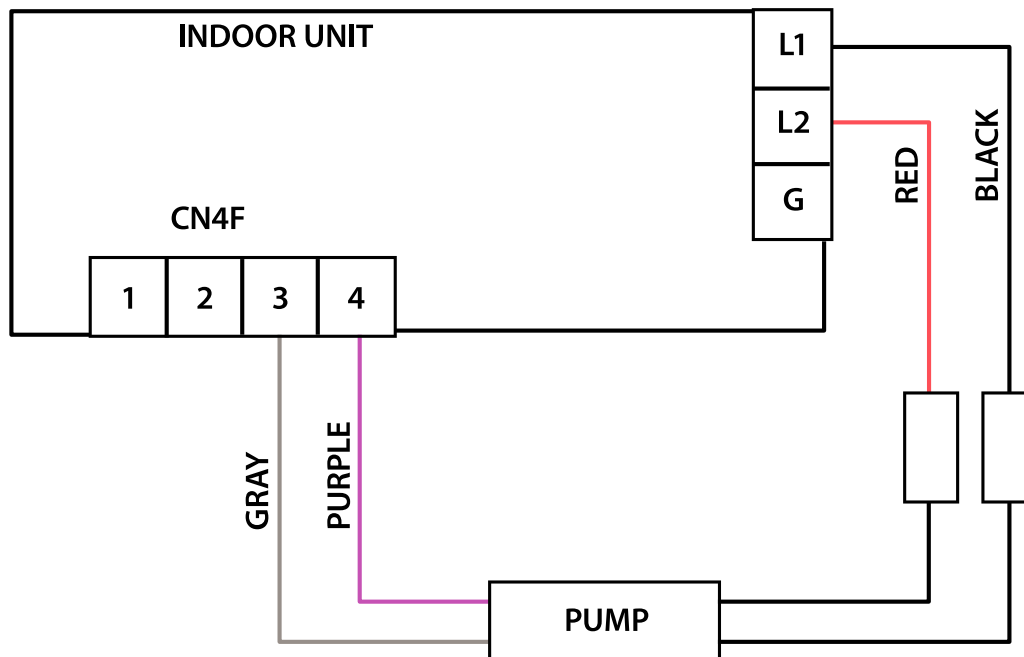 INDOOR UNIT
L1
L2
G
RED
BLACK
CN4F
1 2 3 4
GRAY
PURPLE
PUMP